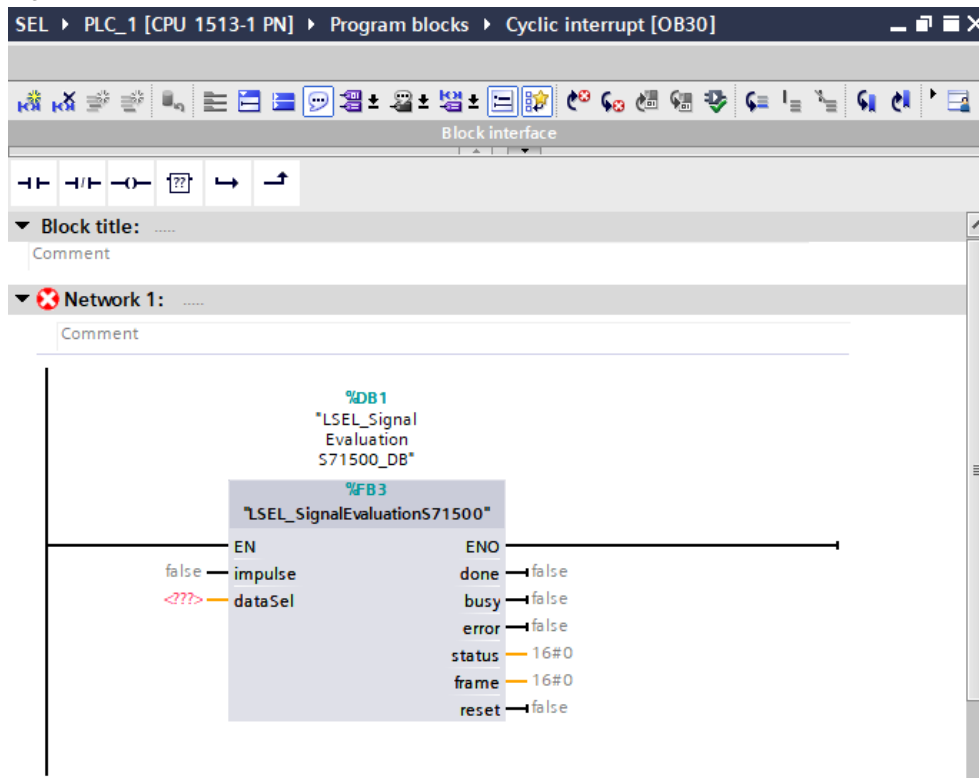 SEL ▸ PLC_1 [CPU 1513-1 PN] ▸ Program blocks ▸ Cyclic interrupt [OB30]
Block interface
??
Block title: .....
Comment
Network 1: .....
Comment
%DB1
"LSEL_Signal
Evaluation
S71500_DB"
%FB3
"LSEL_SignalEvaluationS71500"
EN ENO
false impulse done false
<???> dataSel busy false
error false
status 16#0
frame 16#0
reset false